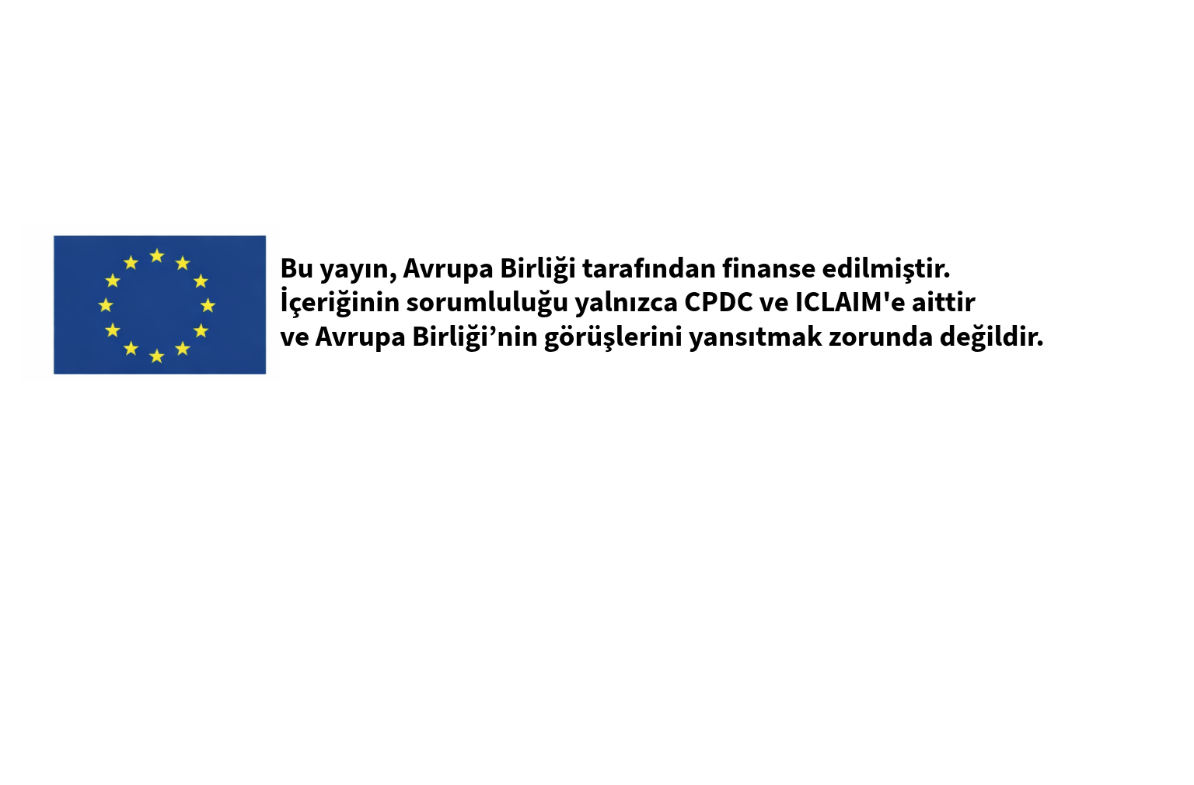 Bu yayın, Avrupa Birliği tarafından finanse edilmiştir.
İçeriğinin sorumluluğu yalnızca CPDC ve ICLAIM'e aittir
ve Avrupa Birliği’nin görüşlerini yansıtmak zorunda değildir.